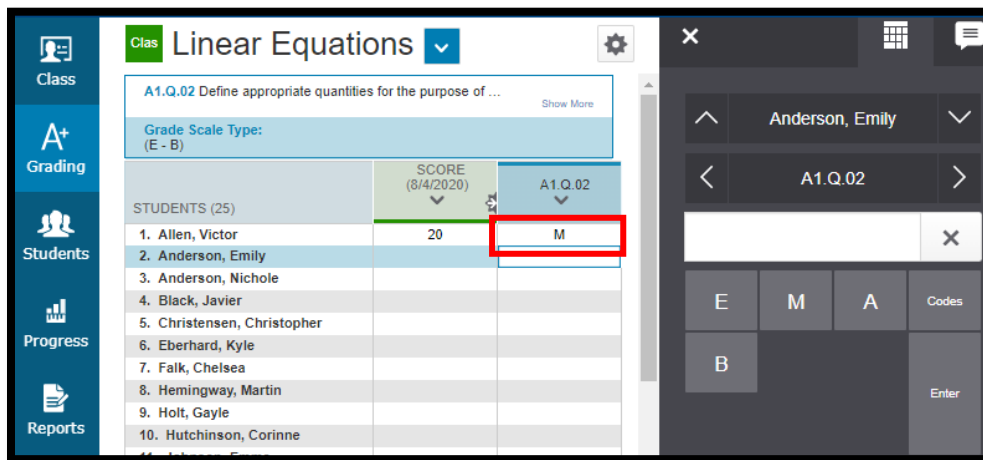 Class
A+
Grading
Students
Progress
Reports
Clas Linear Equations
A1.Q.02 Define appropriate quantities for the purpose of ...
Show More
Grade Scale Type:
(E - B)
STUDENTS (25)
SCORE
(8/4/2020)
A1.Q.02
1. Allen, Victor 20 M
2. Anderson, Emily
3. Anderson, Nichole
4. Black, Javier
5. Christensen, Christopher
6. Eberhard, Kyle
7. Falk, Chelsea
8. Hemingway, Martin
9. Holt, Gayle
10. Hutchinson, Corinne
Anderson, Emily
A1.Q.02
E M A Codes
B
Enter